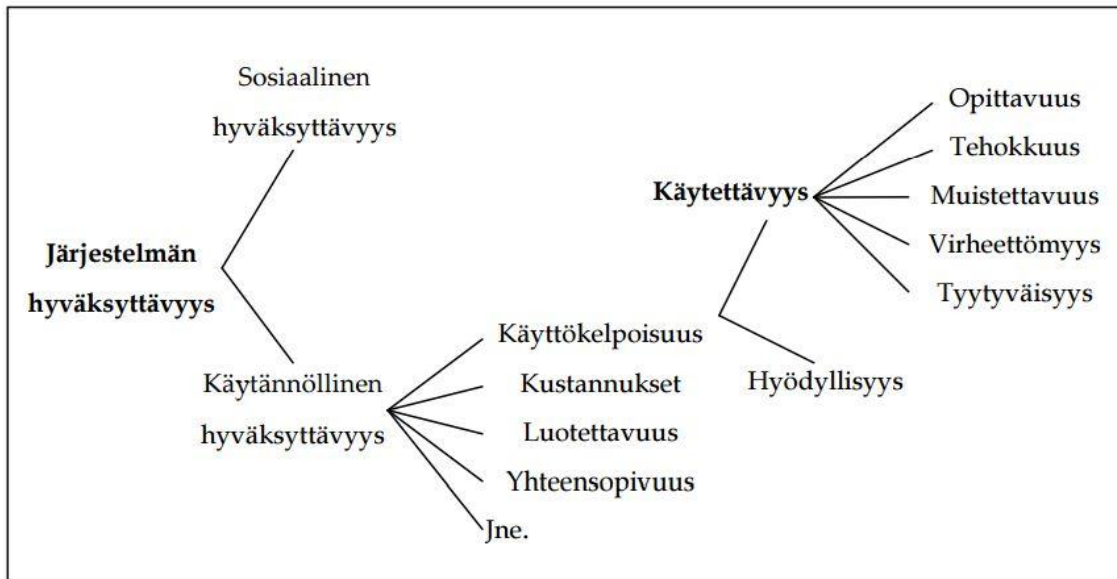 Sosiaalinen
hyväksyttävyys
Järjestelmän
hyväksyttävyys
Käytännöllinen
hyväksyttävyys
Käyttökelpoisuus
Kustannukset
Luotettavuus
Yhteensopivuus
Jne.
Käytettävyys
Hyödyllisyys
Opittavuus
Tehokkuus
Muistettavuus
Virheettömyys
Tyytyväisyys